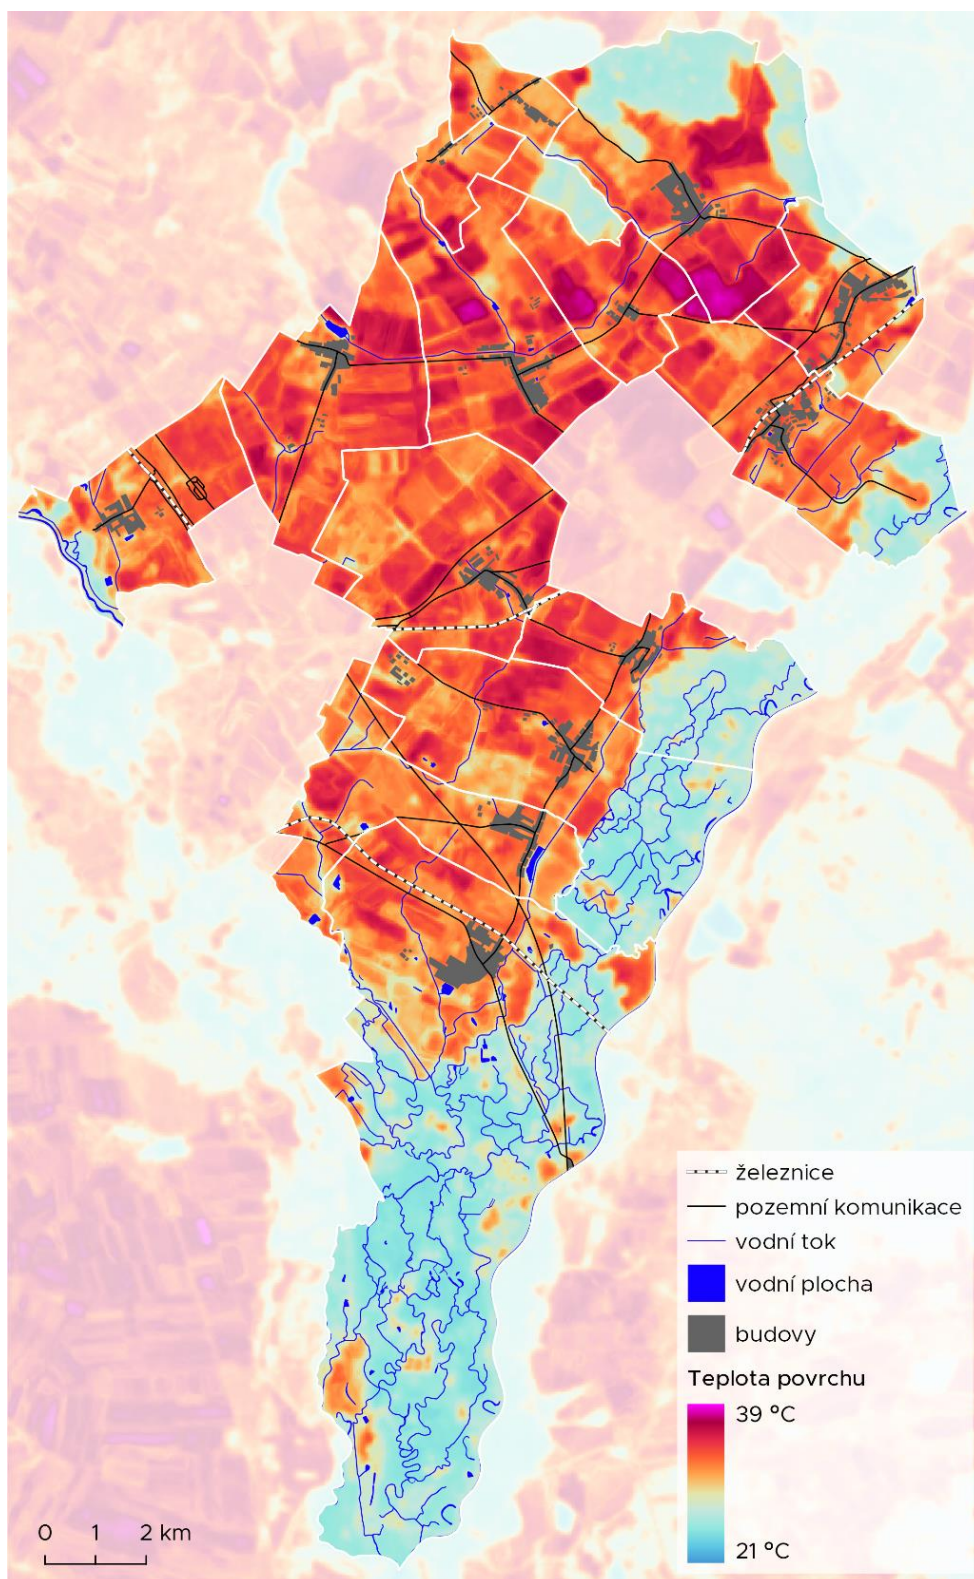 železnice
pozemní komunikace
vodní tok
vodní plocha
budovy
Teplota povrchu
39 °C
21 °C
0 1 2 km